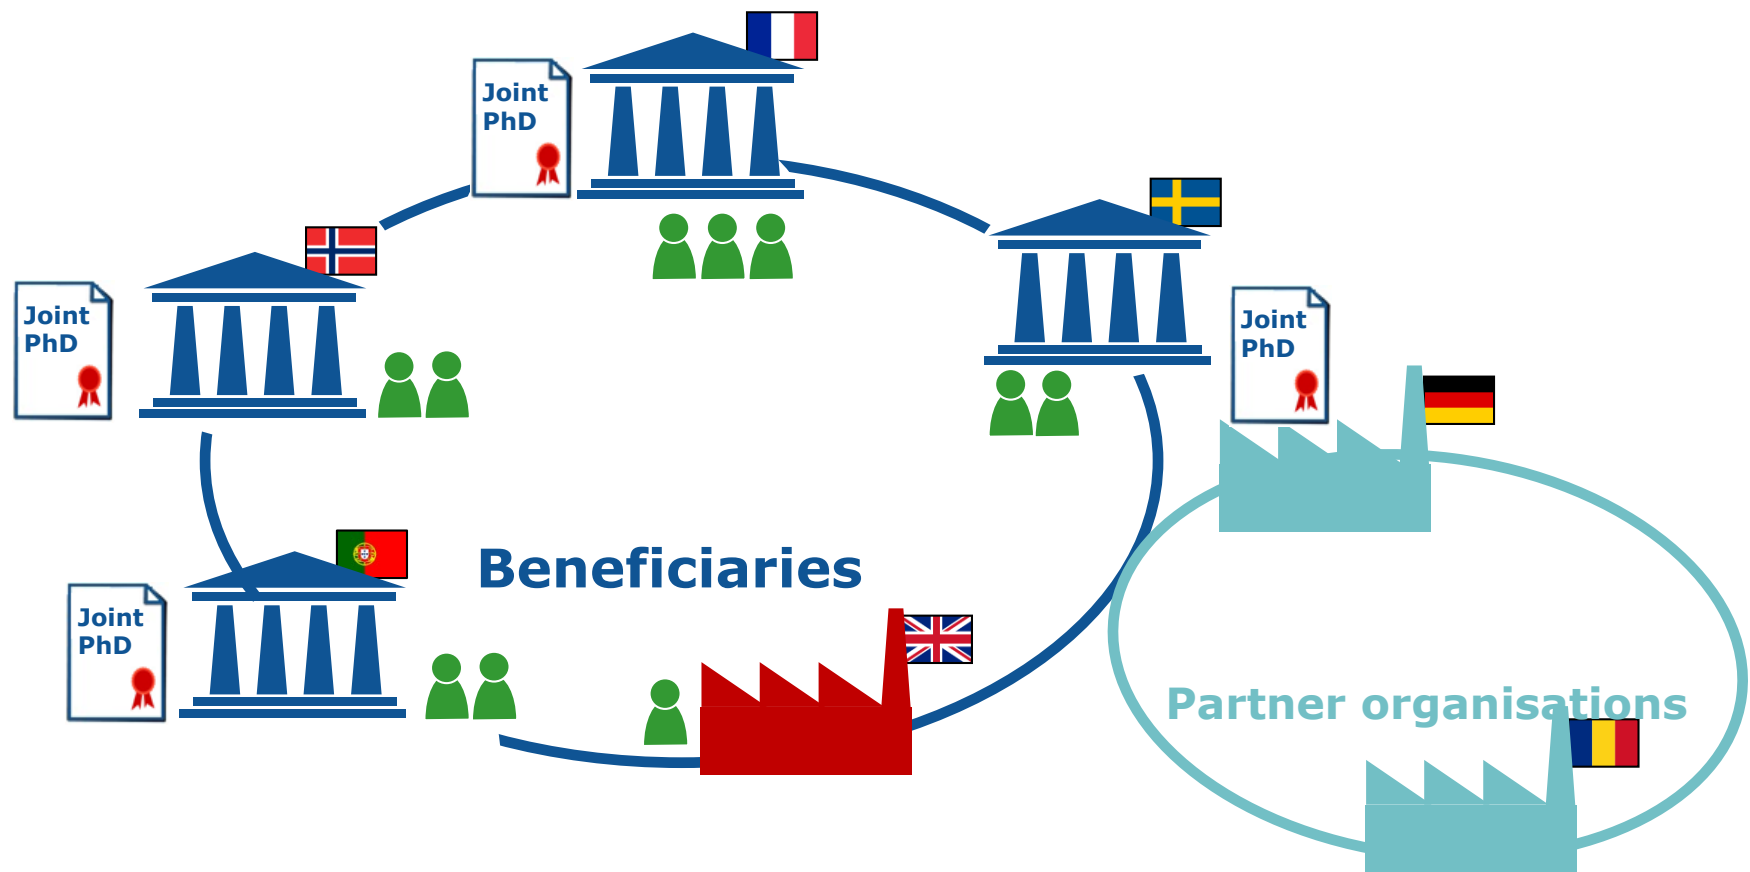 Joint
PhD
Joint
PhD
Joint
PhD
Joint
PhD
Beneficiaries
Partner organisations